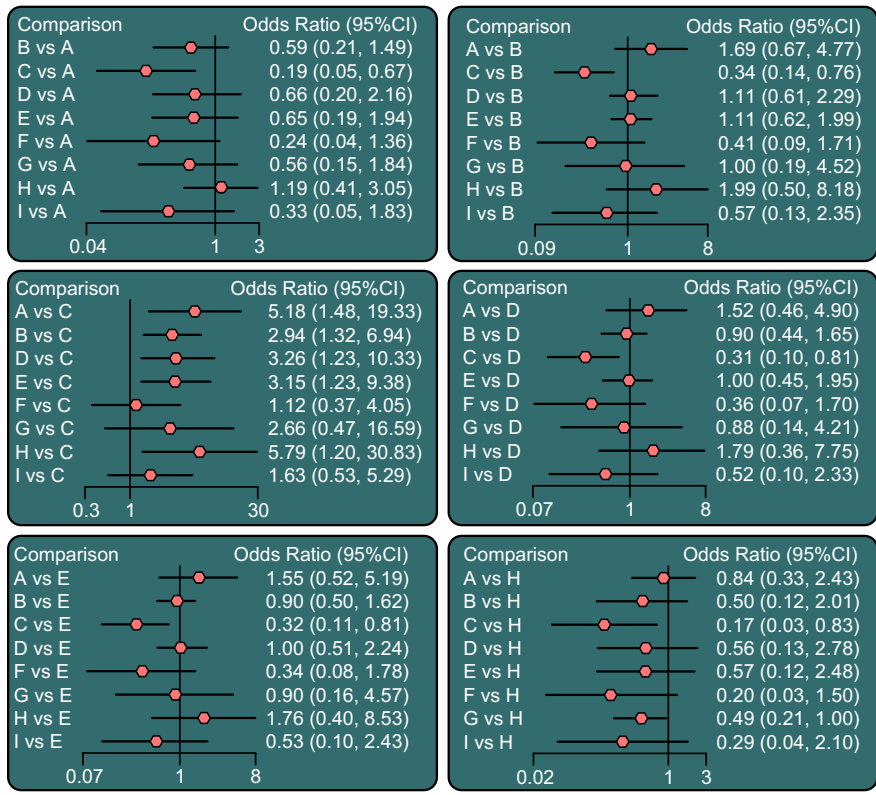 Comparison Odds Ratio (95%CI)
B vs A 0.59 (0.21, 1.49)
C vs A 0.19 (0.05, 0.67)
D vs A 0.66 (0.20, 2.16)
E vs A 0.65 (0.19, 1.94)
F vs A 0.24 (0.04, 1.36)
G vs A 0.56 (0.15, 1.84)
H vs A 1.19 (0.41, 3.05)
I vs A 0.33 (0.05, 1.83)
0.04 1 3
Comparison Odds Ratio (95%CI)
A vs B 1.69 (0.67, 4.77)
C vs B 0.34 (0.14, 0.76)
D vs B 1.11 (0.61, 2.29)
E vs B 1.11 (0.62, 1.99)
F vs B 0.41 (0.09, 1.71)
G vs B 1.00 (0.19, 4.52)
H vs B 1.99 (0.50, 8.18)
I vs B 0.57 (0.13, 2.35)
0.09 1 8
Comparison Odds Ratio (95%CI)
A vs C 5.18 (1.48, 19.33)
B vs C 2.94 (1.32, 6.94)
D vs C 3.26 (1.23, 10.33)
E vs C 3.15 (1.23, 9.38)
F vs C 1.12 (0.37, 4.05)
G vs C 2.66 (0.47, 16.59)
H vs C 5.79 (1.20, 30.83)
I vs C 1.63 (0.53, 5.29)
0.3 1 30
Comparison Odds Ratio (95%CI)
A vs D 1.52 (0.46, 4.90)
B vs D 0.90 (0.44, 1.65)
C vs D 0.31 (0.10, 0.81)
E vs D 1.00 (0.45, 1.95)
F vs D 0.36 (0.07, 1.70)
G vs D 0.88 (0.14, 4.21)
H vs D 1.79 (0.36, 7.75)
I vs D 0.52 (0.10, 2.33)
0.07 1 8
Comparison Odds Ratio (95%CI)
A vs E 1.55 (0.52, 5.19)
B vs E 0.90 (0.50, 1.62)
C vs E 0.32 (0.11, 0.81)
D vs E 1.00 (0.51, 2.24)
F vs E 0.34 (0.08, 1.78)
G vs E 0.90 (0.16, 4.57)
H vs E 1.76 (0.40, 8.53)
I vs E 0.53 (0.10, 2.43)
0.07 1 8
Comparison Odds Ratio (95%CI)
A vs H 0.84 (0.33, 2.43)
B vs H 0.50 (0.12, 2.01)
C vs H 0.17 (0.03, 0.83)
D vs H 0.56 (0.13, 2.78)
E vs H 0.57 (0.12, 2.48)
F vs H 0.20 (0.03, 1.50)
G vs H 0.49 (0.21, 1.00)
I vs H 0.29 (0.04, 2.10)
0.02 1 3